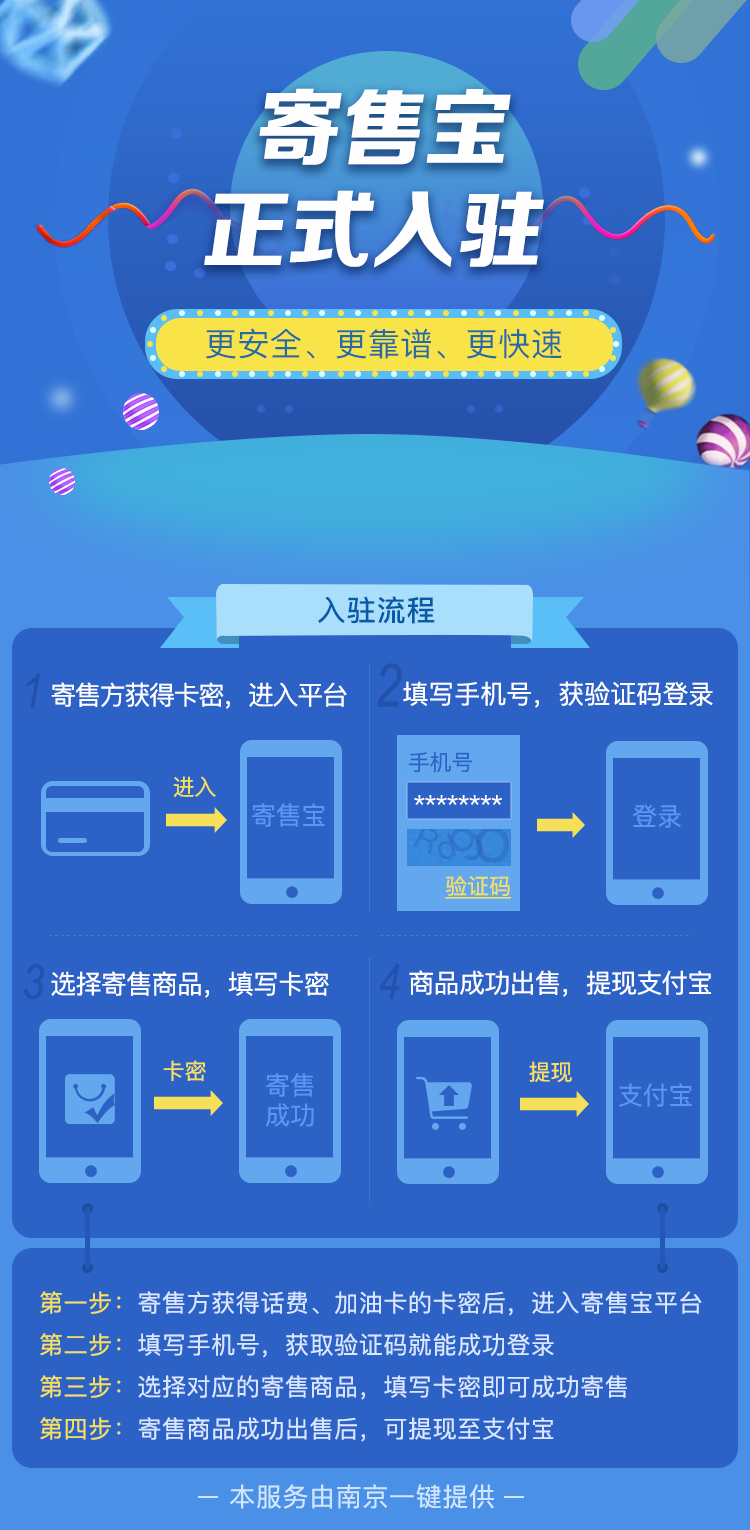 寄售宝
正式入驻
更安全、更靠谱、更快速
入驻流程
1 寄售方获得卡密，进入平台
进入
寄售宝
2 填写手机号，获验证码登录
手机号
********
验证码
登录
3 选择寄售商品，填写卡密
卡密
寄售
成功
4 商品成功出售，提现支付宝
提现
支付宝
第一步：寄售方获得话费、加油卡的卡密后，进入寄售宝平台
第二步：填写手机号，获取验证码就能成功登录
第三步：选择对应的寄售商品，填写卡密即可成功寄售
第四步：寄售商品成功出售后，可提现至支付宝
— 本服务由南京一键提供 —